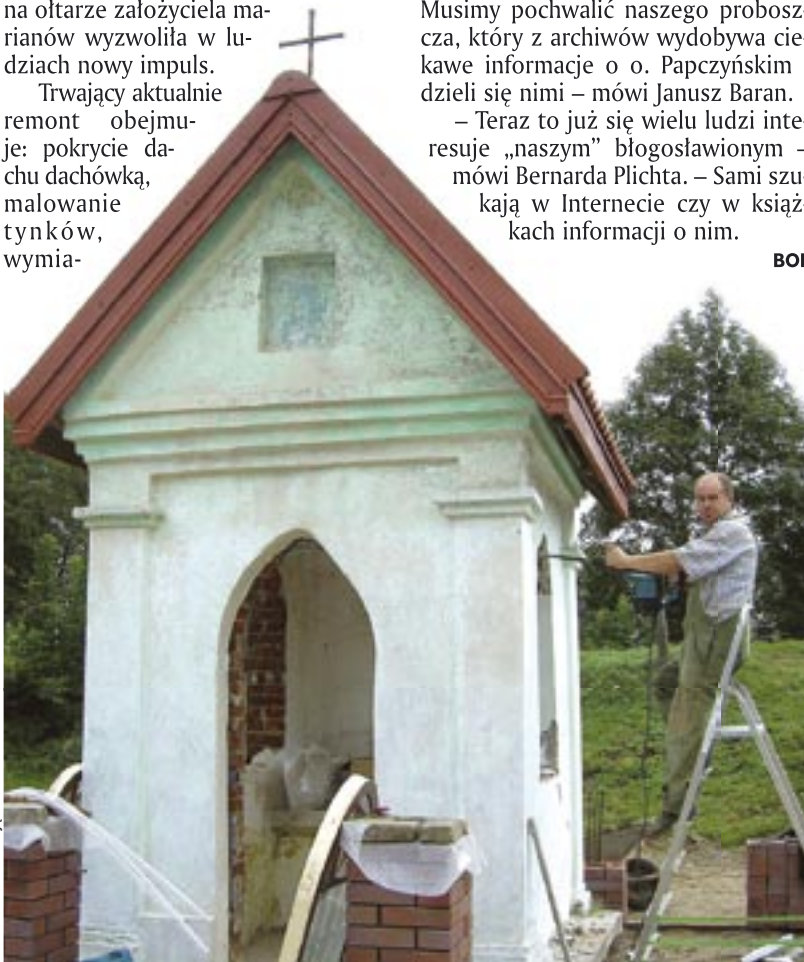 na ołtarze założyciela ma-
rianów wyzwoliła w lu-
dziach nowy impuls.
Trwający aktualnie
remont obejmu-
je: pokrycie da-
chu dachówką,
malowanie
tynków,
wymia-
Musimy pochwalić naszego probosz-
cza, który z archiwów wydobywa cie-
kawe informacje o o. Papczyńskim
dzieli się nimi – mówi Janusz Baran.
– Teraz to już się wielu ludzi inte-
resuje „naszym” błogosławionym –
mówi Bernarda Plichta. – Sami szu-
kają w Internecie czy w książ-
kach informacji o nim.